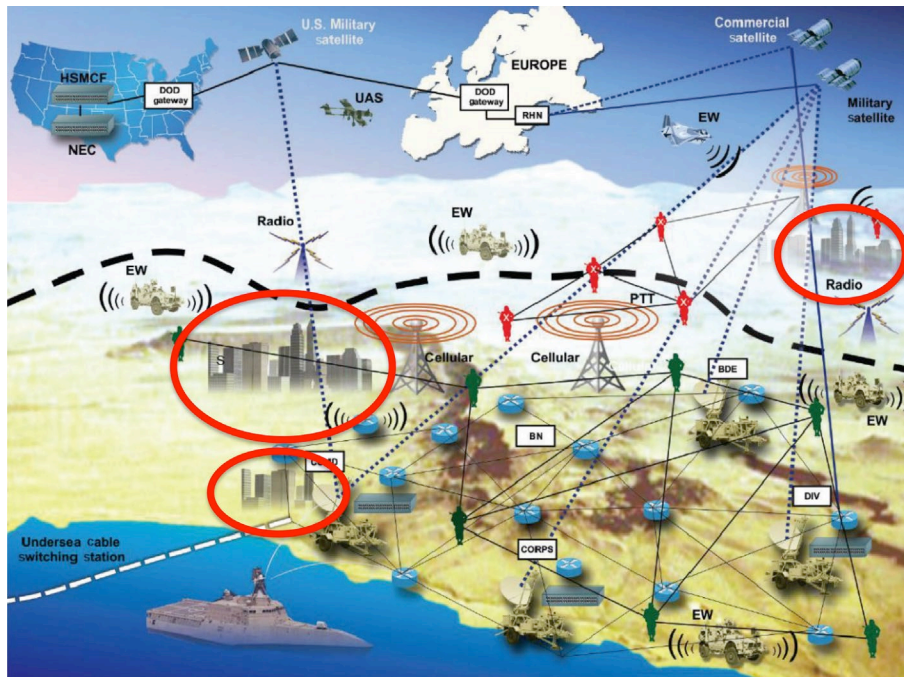 U.S. Military
satellite
Commercial
satellite
HSMCF
DOD
gateway
NEC
UAS
EUROPE
DOD
gateway
RHN
EW
Military
satellite
Radio
EW
EW
PTT
Radio
S
Cellular
Cellular
BDE
EW
BN
DIV
Undersea cable
switching station
CORPS
EW
X
X
X
X